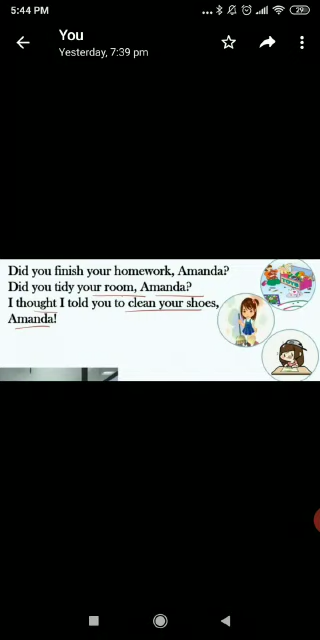 5:44 PM
29
You
Yesterday, 7:39 pm
Did you finish your homework, Amanda?
Did you tidy your room, Amanda?
I thought I told you to clean your shoes,
Amanda!